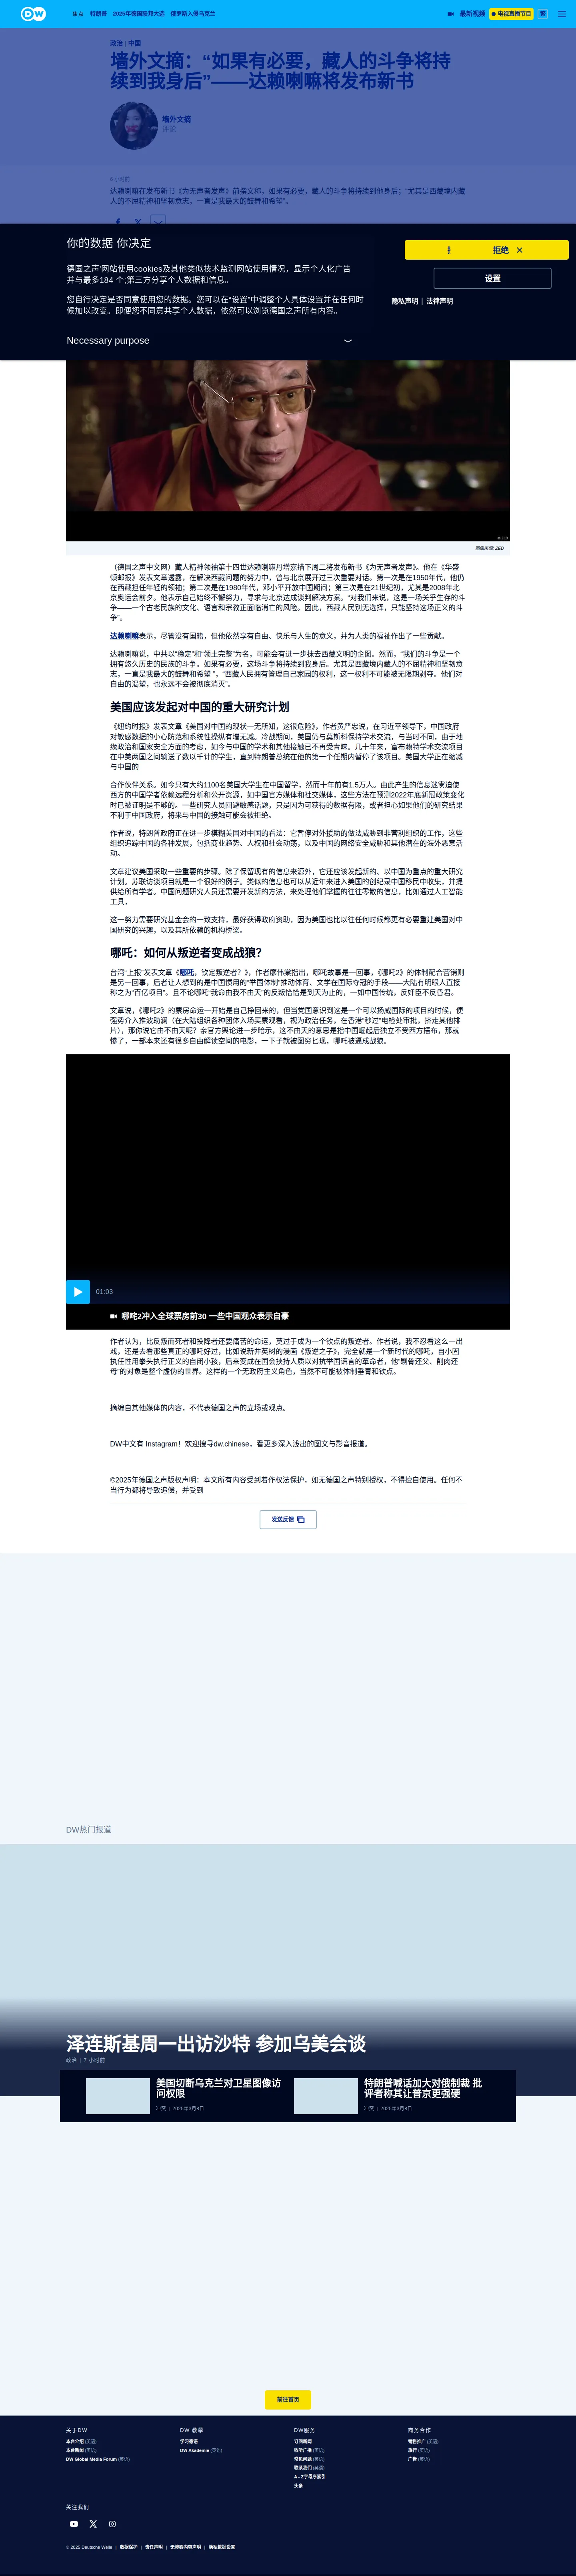 DW
焦点 特朗普 2025年德国联邦大选 俄罗斯入侵乌克兰
最新视频 电视直播节目 繁
政治 中国
墙外文摘：“如果有必要，藏人的斗争将持
续到我身后”——达赖喇嘛将发布新书
墙外文摘
评论
6 小时前
达赖喇嘛在发布新书《为无声者发声》前撰文称，如果有必要，藏人的斗争将持续到他身后；“尤其是西藏境内藏
人的不屈精神和坚韧意志，一直是我最大的鼓舞和希望”。
你的数据 你决定
德国之声‘网站使用cookies及其他类似技术监测网站使用情况，显示个人化广告
并与最多184 个;第三方分享个人数据和信息。
您自行决定是否同意使用您的数据。您可以在“设置”中调整个人具体设置并在任何时
候加以改变。即便您不同意共享个人数据，依然可以浏览德国之声所有内容。
Necessary purpose
拒绝
设置
隐私声明 | 法律声明
图像来源: ZED
（德国之声中文网）藏人精神领袖第十四世达赖喇嘛丹增嘉措下周二将发布新书《为无声者发声》。他在《华盛
顿邮报》发表文章透露，在解决西藏问题的努力中，曾与北京展开过三次重要对话。第一次是在1950年代，他仍
在西藏担任年轻的领袖；第二次是在1980年代，邓小平开放中国期间；第三次是在21世纪初，尤其是2008年北
京奥运会前夕。他表示自己始终不懈努力，寻求与北京达成谈判解决方案。“对我们来说，这是一场关乎生存的斗
争——一个古老民族的文化、语言和宗教正面临消亡的风险。因此，西藏人民别无选择，只能坚持这场正义的斗
争”。
达赖喇嘛表示，尽管没有国籍，但他依然享有自由、快乐与人生的意义，并为人类的福祉作出了一些贡献。
达赖喇嘛说，中共以“稳定”和“领土完整”为名，可能会有进一步抹去西藏文明的企图。然而，“我们的斗争是一个
拥有悠久历史的民族的斗争。如果有必要，这场斗争将持续到我身后。尤其是西藏境内藏人的不屈精神和坚韧意
志，一直是我最大的鼓舞和希望 ”，“西藏人民拥有管理自己家园的权利，这一权利不可能被无限期剥夺。他们对
自由的渴望，也永远不会被彻底消灭”。
美国应该发起对中国的重大研究计划
《纽约时报》发表文章《美国对中国的现状一无所知，这很危险》，作者黄严忠说，在习近平领导下，中国政府
对敏感数据的小心防范和系统性操纵有增无减。冷战期间，美国仍与莫斯科保持学术交流，与当时不同，由于地
缘政治和国家安全方面的考虑，如今与中国的学术和其他接触已不再受青睐。几十年来，富布赖特学术交流项目
在中美两国之间输送了数以千计的学生，直到特朗普总统在他的第一个任期内暂停了该项目。美国大学正在缩减
与中国的
合作伙伴关系。如今只有大约1100名美国大学生在中国留学，然而十年前有1.5万人。由此产生的信息迷雾迫使
西方的中国学者依赖远程分析和公开资源，如中国官方媒体和社交媒体，这些方法在预测2022年底新冠政策变化
时已被证明是不够的。一些研究人员回避敏感话题，只是因为可获得的数据有限，或者担心如果他们的研究结果
不利于中国政府，将来与中国的接触可能会被拒绝。
作者说，特朗普政府正在进一步模糊美国对中国的看法：它暂停对外援助的做法威胁到非营利组织的工作，这些
组织追踪中国的各种发展，包括商业趋势、人权和社会动荡，以及中国的网络安全威胁和其他潜在的海外恶意活
动。
文章建议美国采取一些重要的步骤。除了保留现有的信息来源外，它还应该发起新的、以中国为重点的重大研究
计划。苏联访谈项目就是一个很好的例子。类似的信息也可以从近年来进入美国的创纪录中国移民中收集，并提
供给所有学者。中国问题研究人员还需要开发新的方法，来处理他们掌握的往往零散的信息，比如通过人工智能
工具，
这一努力需要研究基金会的一致支持，最好获得政府资助，因为美国也比以往任何时候都更有必要重建美国对中
国研究的兴趣，以及其所依赖的机构桥梁。
哪吒：如何从叛逆者变成战狼？
台湾“上报”发表文章《哪吒，钦定叛逆者？》，作者廖伟棠指出，哪吒故事是一回事，《哪吒2》的体制配合营销到
是另一回事，后者让人想到的是中国惯用的“举国体制”推动体育、文学在国际夺冠的手段——大陆有明眼人直接
称之为“百亿项目”。且不论哪吒“我命由我不由天”的反叛恰恰是到天为止的，一如中国传统，反奸臣不反昏君。
文章说，《哪吒2》的票房命运一开始是自己挣回来的，但当党国意识到这是一个可以扬威国际的项目的时候，便
强势介入推波助澜（在大陆组织各种团体入场买票观看，视为政治任务，在香港“秒过”电检处审批，挤走其他排
片），那你说它由不由天呢？亲官方舆论进一步暗示，这不由天的意思是指中国崛起后独立不受西方摆布，那就
惨了，一部本来还有很多自由解读空间的电影，一下子就被图穷匕现，哪吒被逼成战狼。
01:03
哪吒2冲入全球票房前30 一些中国观众表示自豪
作者认为，比反叛而死者和投降者还要痛苦的命运，莫过于成为一个钦点的叛逆者。作者说，我不忍看这么一出
戏，还是去看那些真正的哪吒好过，比如说新井英树的漫画《叛逆之子》，完全就是一个新时代的哪吒，自小固
执任性用拳头执行正义的自闭小孩，后来变成在国会挟持人质以对抗举国谎言的革命者，他“剔骨还父、削肉还
母”的对象是整个虚伪的世界。这样的一个无政府主义角色，当然不可能被体制垂青和钦点。
摘编自其他媒体的内容，不代表德国之声的立场或观点。
DW中文有 Instagram！欢迎搜寻dw.chinese，看更多深入浅出的图文与影音报道。
©2025年德国之声版权声明：本文所有内容受到着作权法保护，如无德国之声特别授权，不得擅自使用。任何不
当行为都将导致追偿，并受到
发送反馈
DW热门报道
泽连斯基周一出访沙特 参加乌美会谈
政治 | 7 小时前
美国切断乌克兰对卫星图像访
问权限
冲突 | 2025年3月8日
特朗普喊话加大对俄制裁 批
评者称其让普京更强硬
冲突 | 2025年3月8日
前往首页
关于DW
本台介绍 (英语)
本台新闻 (英语)
DW Global Media Forum (英语)
DW 教學
学习德语
DW Akademie (英语)
DW服务
订阅新闻
收听广播 (英语)
常见问题 (英语)
联系我们 (英语)
A - Z字母序索引
头条
商务合作
销售推广 (英语)
旅行 (英语)
广告 (英语)
关注我们
© 2025 Deutsche Welle | 数据保护 | 责任声明 | 无障碍内容声明 | 隐私数据设置